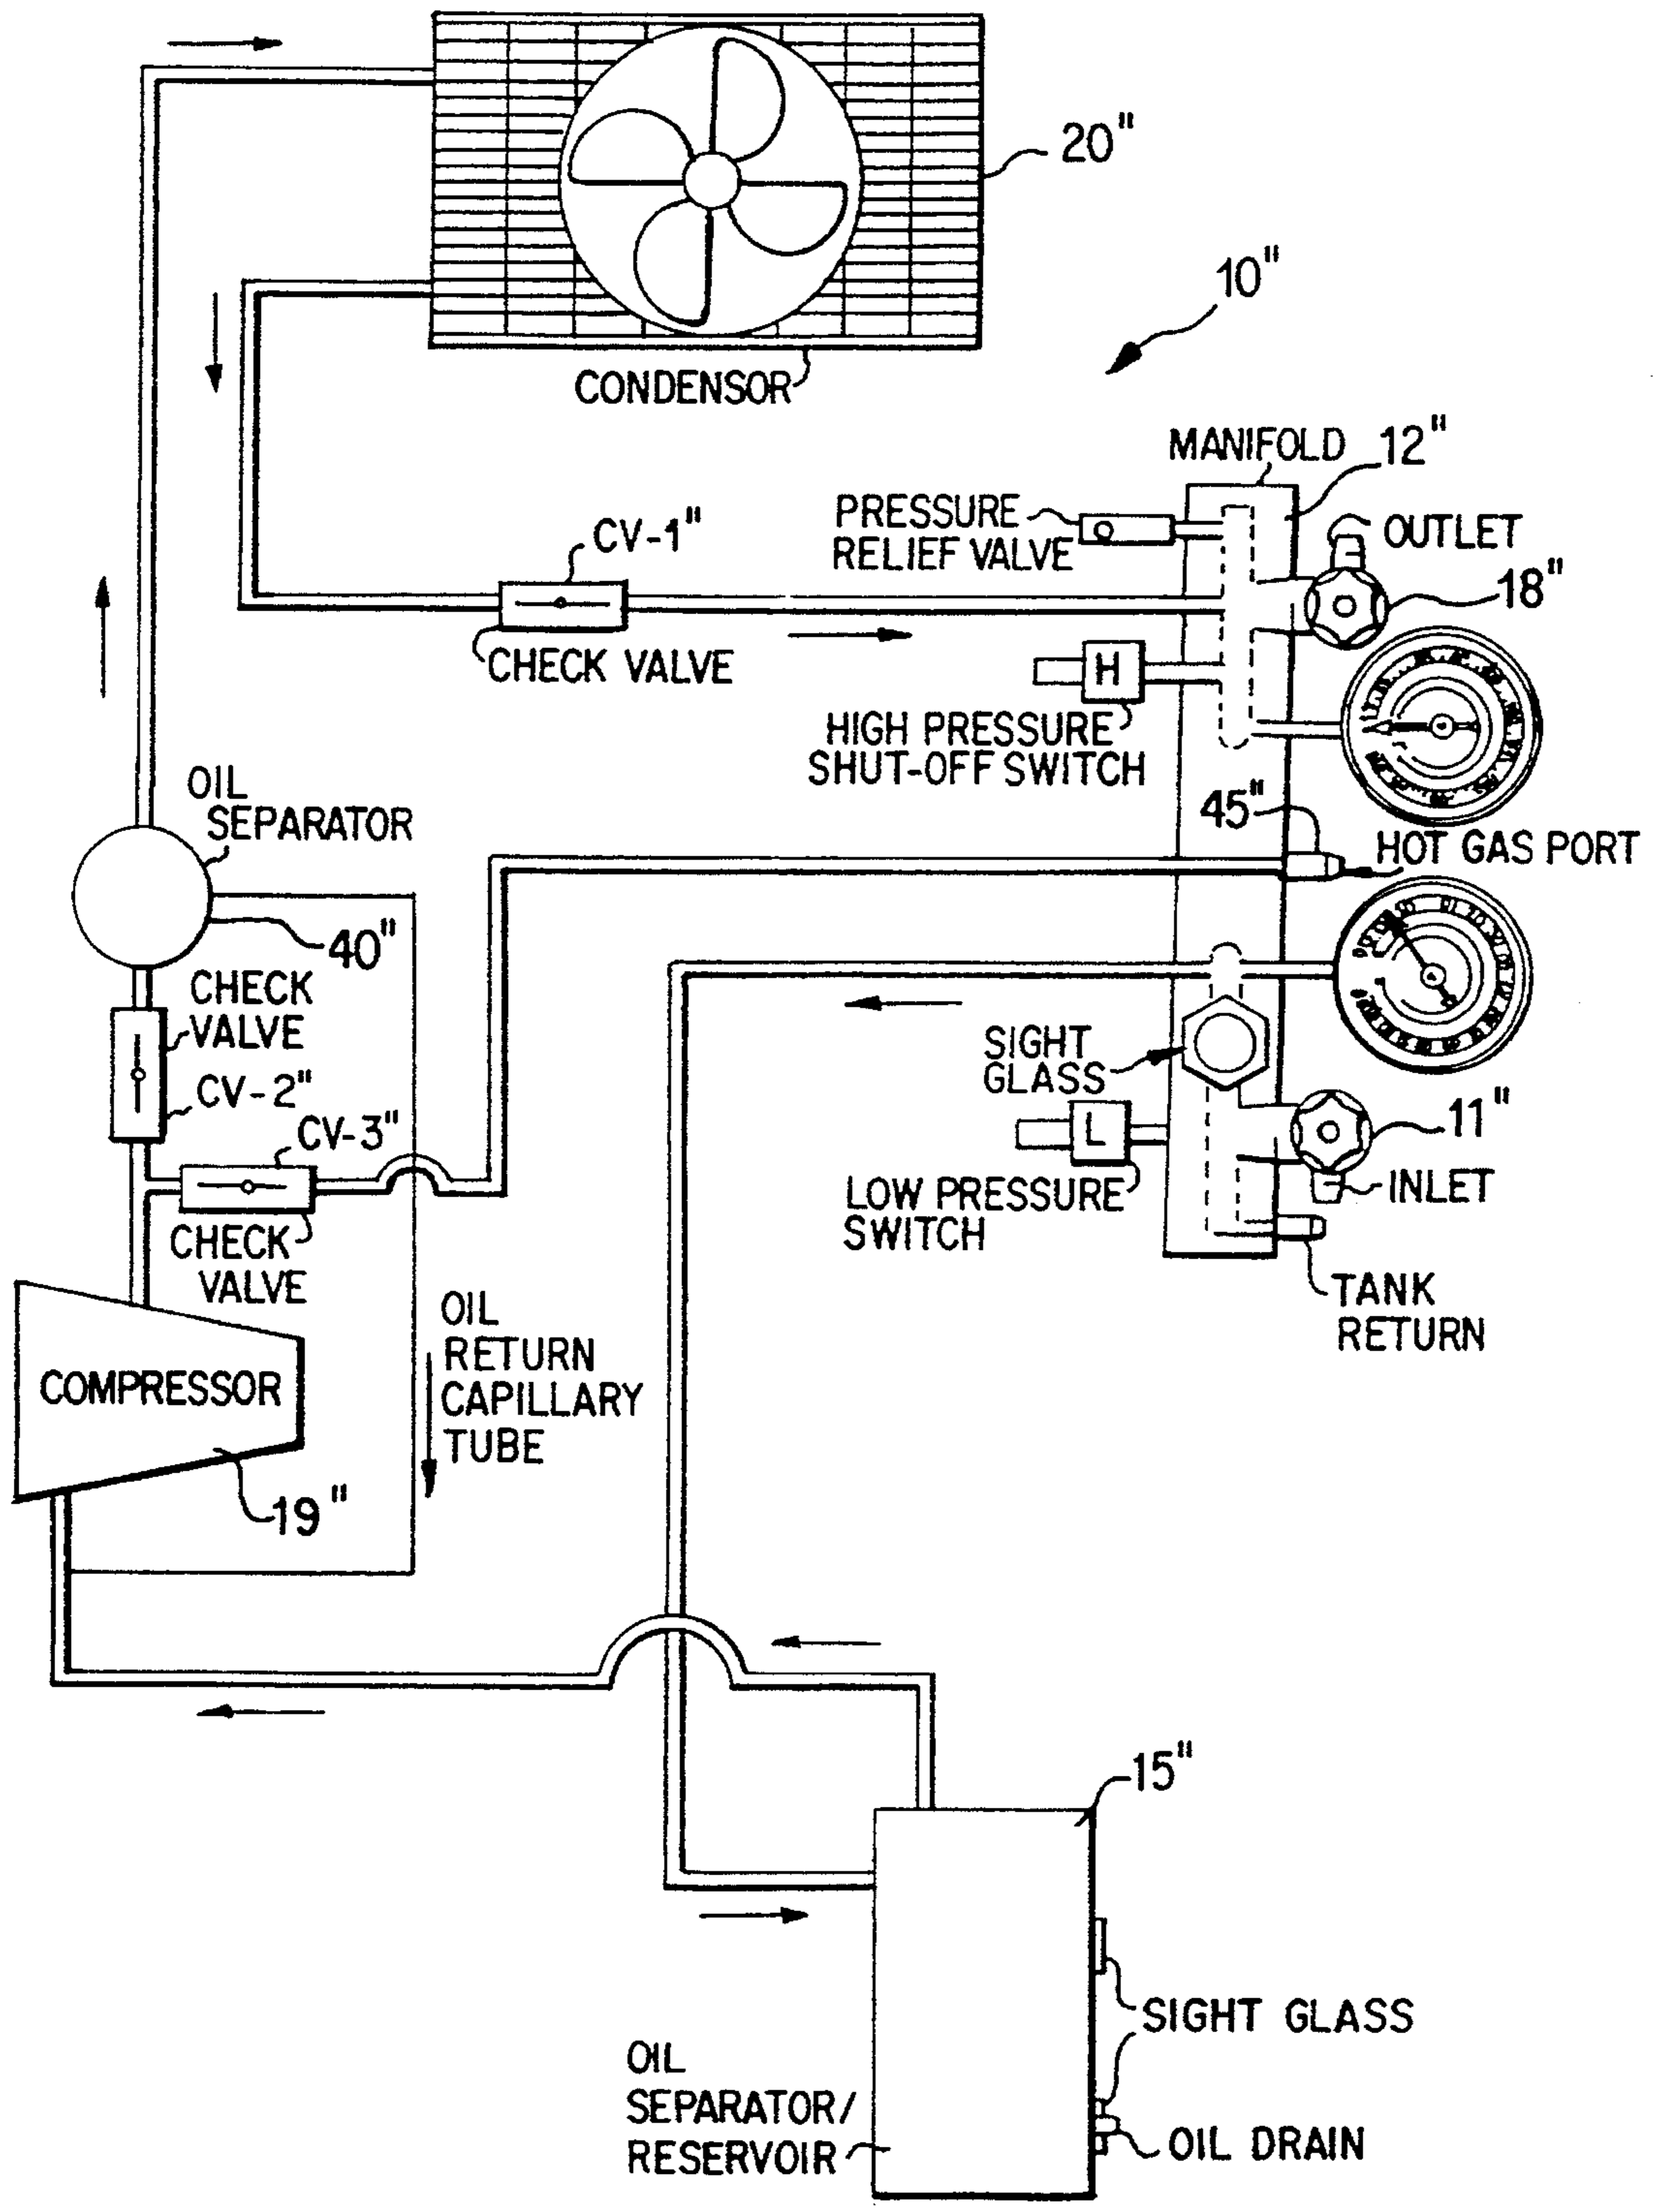 20"
CONDENSOR
10"
MANIFOLD
12"
PRESSURE
RELIEF VALVE
OUTLET
18"
CV-1"
CHECK VALVE
H
HIGH PRESSURE
SHUT-OFF SWITCH
OIL
SEPARATOR
45"
HOT GAS PORT
40"
CHECK
VALVE
CV-2"
CV-3"
CHECK
VALVE
SIGHT
GLASS
L
11"
INLET
LOW PRESSURE
SWITCH
TANK
RETURN
COMPRESSOR
19"
OIL
RETURN
CAPILLARY
TUBE
15"
SIGHT GLASS
OIL
SEPARATOR/
RESERVOIR
OIL DRAIN